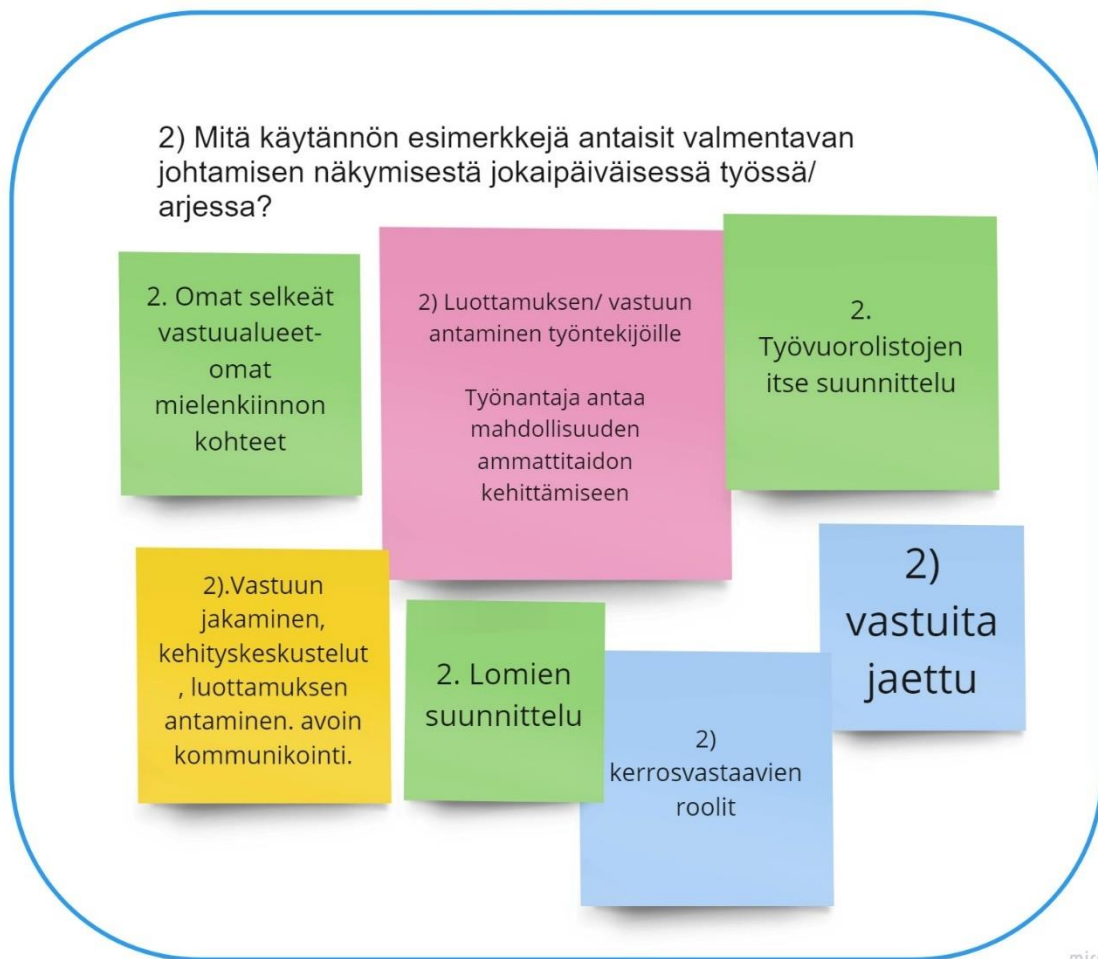 2) Mitä käytännön esimerkkejä antaisit valmentavan
johtamisen näkymisestä jokaipäiväisessä työssä/
arjessa?
2. Omat selkeät
vastuualueet-
omat
mielenkiinnon
kohteet
2) Luottamuksen/ vastuun
antaminen työntekijöille
Työnantaja antaa
mahdollisuuden
ammattitaidon
kehittämiseen
2.
Työvuorolistojen
itse suunnittelu
2).Vastuun
jakaminen,
kehityskeskustelut
, luottamuksen
antaminen. avoin
kommunikointi.
2. Lomien
suunnittelu
2)
kerrosvastaavien
roolit
2)
vastuita
jaettu